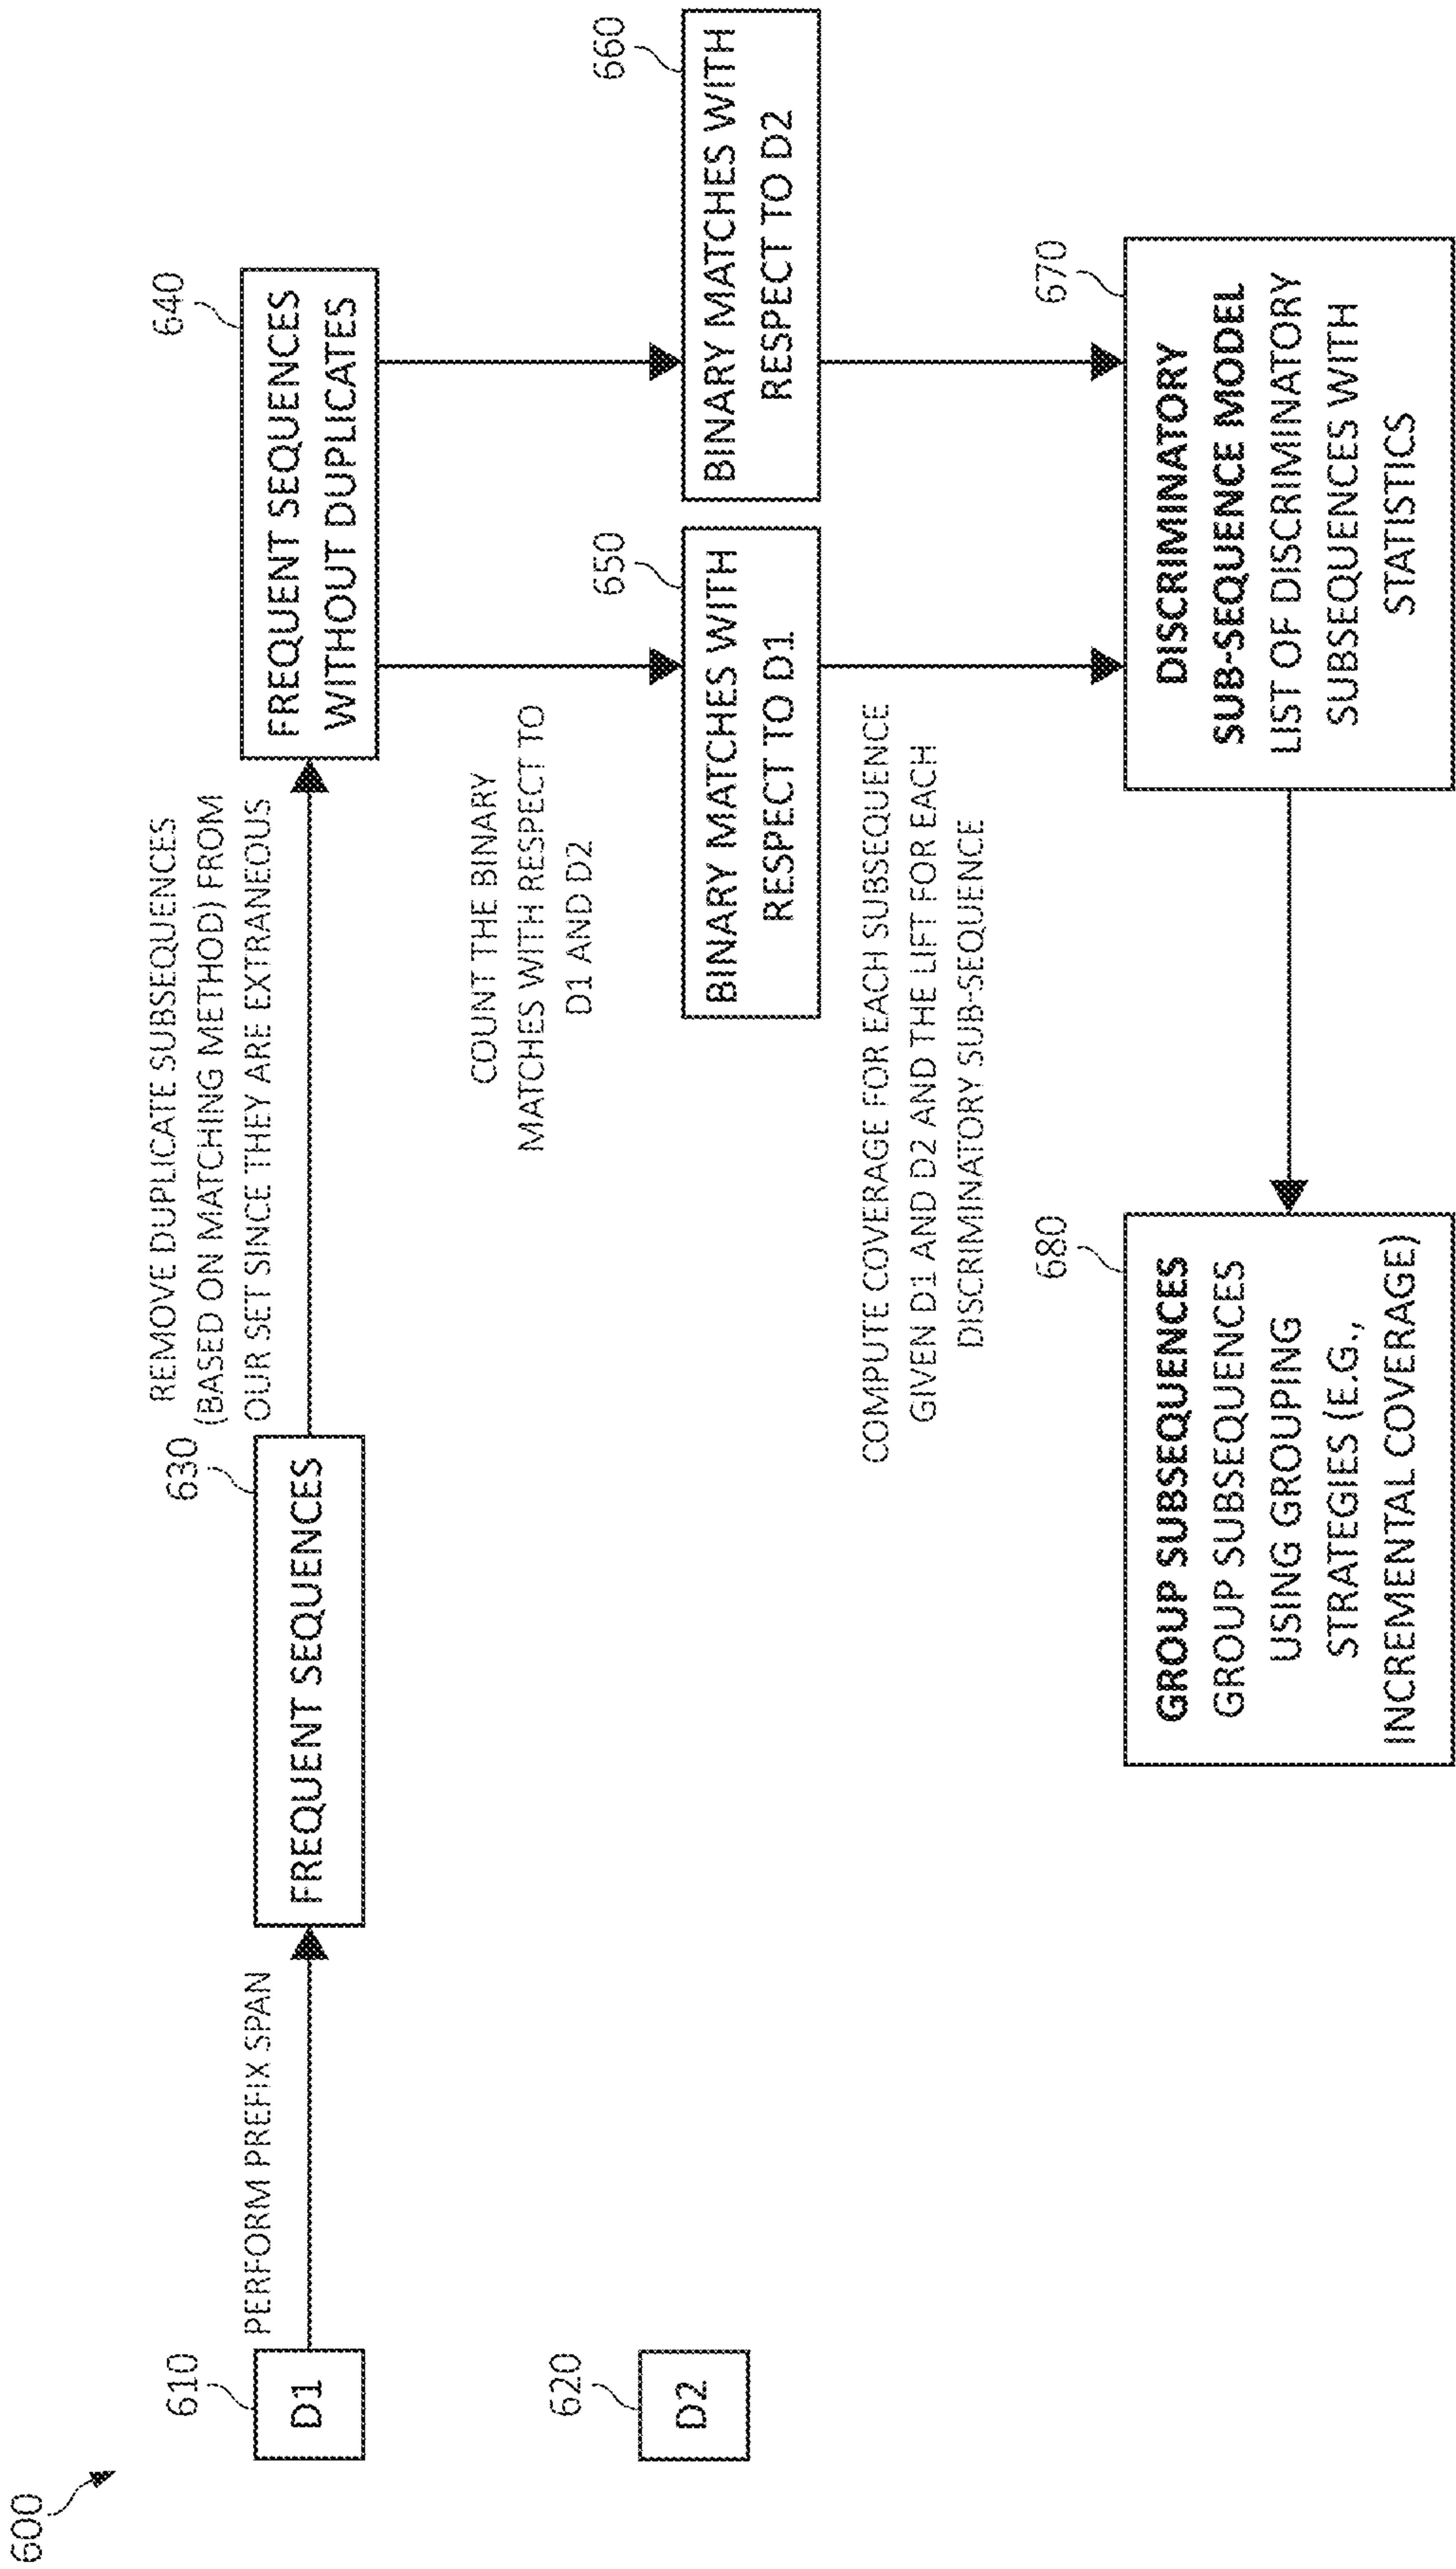 600
610
D1
PERFORM PREFIX SPAN
630
FREQUENT SEQUENCES
REMOVE DUPLICATE SUBSEQUENCES
(BASED ON MATCHING METHOD) FROM
OUR SET SINCE THEY ARE EXTRANEOUS
640
FREQUENT SEQUENCES
WITHOUT DUPLICATES
620
D2
COUNT THE BINARY
MATCHES WITH RESPECT TO
D1 AND D2
650
BINARY MATCHES WITH
RESPECT TO D1
660
BINARY MATCHES WITH
RESPECT TO D2
COMPUTE COVERAGE FOR EACH SUBSEQUENCE
GIVEN D1 AND D2 AND THE LIFT FOR EACH
DISCRIMINATORY SUB-SEQUENCE
670
DISCRIMINATORY
SUB-SEQUENCE MODEL
LIST OF DISCRIMINATORY
SUBSEQUENCES WITH
STATISTICS
680
GROUP SUBSEQUENCES
GROUP SUBSEQUENCES
USING GROUPING
STRATEGIES (E.G.,
INCREMENTAL COVERAGE)